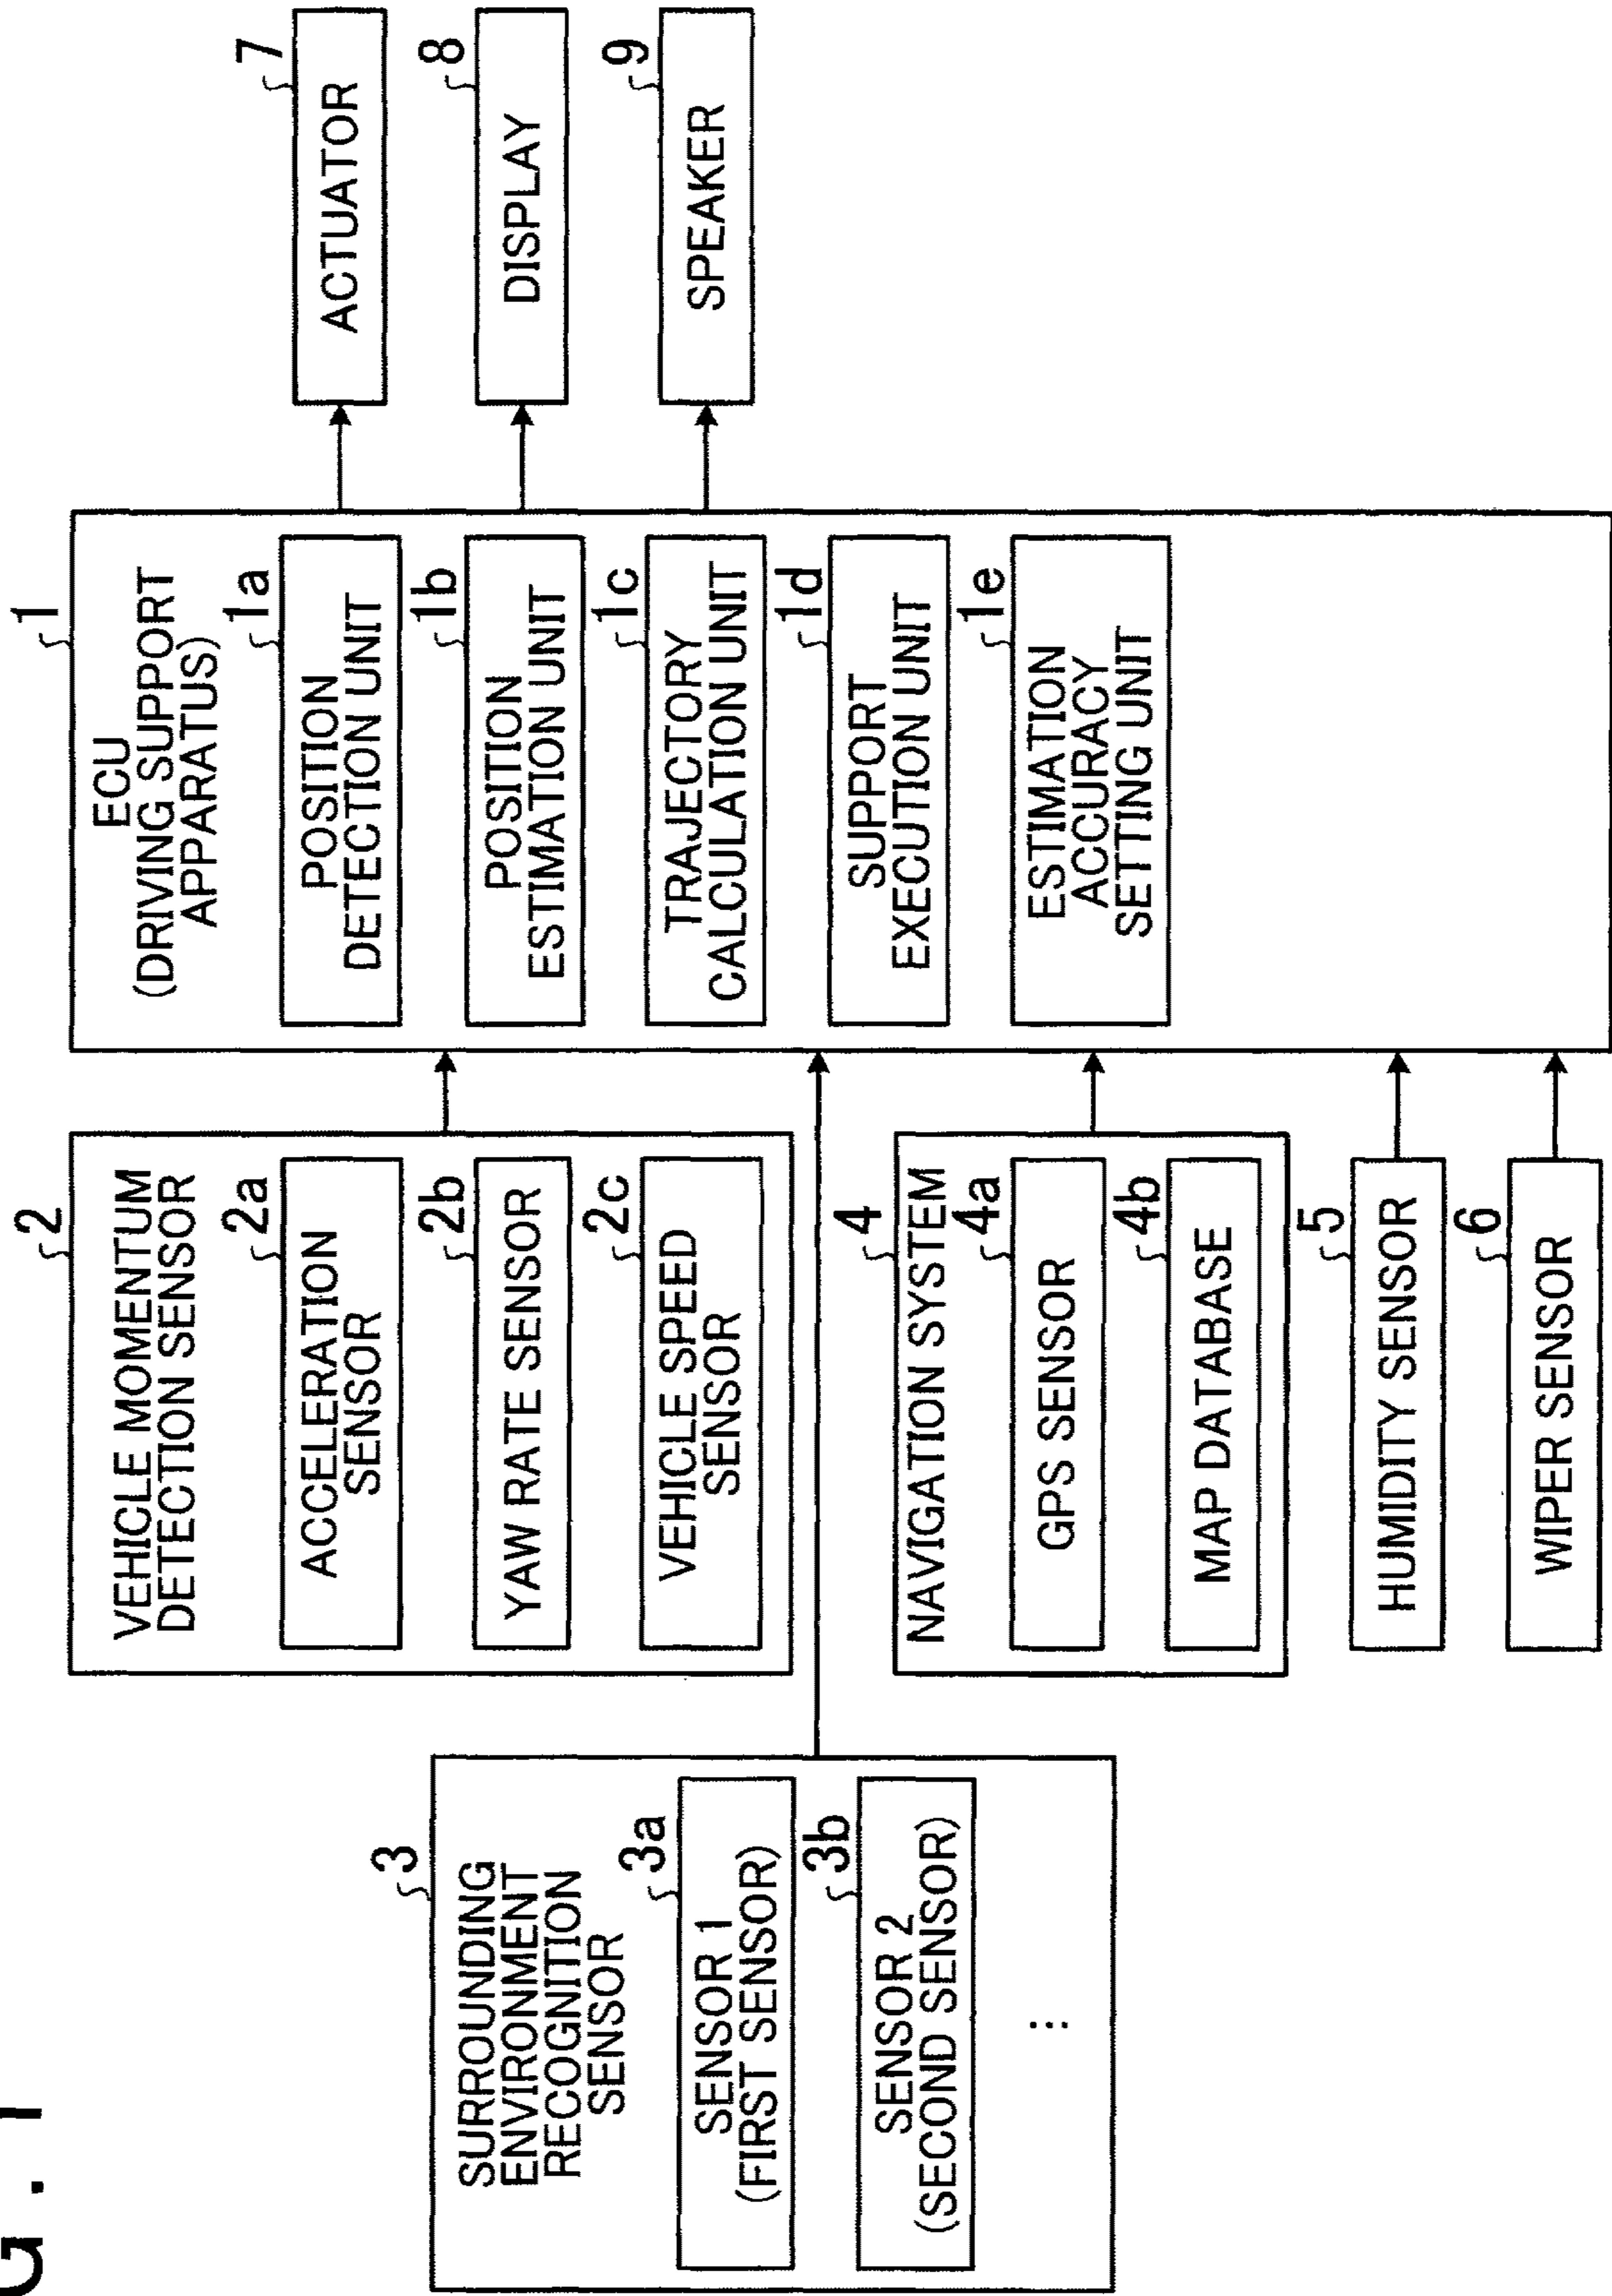 G. 1
3
SURROUNDING
ENVIRONMENT
RECOGNITION
SENSOR
3a
SENSOR 1
(FIRST SENSOR)
3b
SENSOR 2
(SECOND SENSOR)
...
2
VEHICLE MOMENTUM
DETECTION SENSOR
2a
ACCELERATION
SENSOR
2b
YAW RATE SENSOR
2c
VEHICLE SPEED
SENSOR
4
NAVIGATION SYSTEM
4a
GPS SENSOR
4b
MAP DATABASE
5
HUMIDITY SENSOR
6
WIPER SENSOR
1
ECU
(DRIVING SUPPORT
APPARATUS)
1a
POSITION
DETECTION UNIT
1b
POSITION
ESTIMATION UNIT
1c
TRAJECTORY
CALCULATION UNIT
1d
SUPPORT
EXECUTION UNIT
1e
ESTIMATION
ACCURACY
SETTING UNIT
7
ACTUATOR
8
DISPLAY
9
SPEAKER